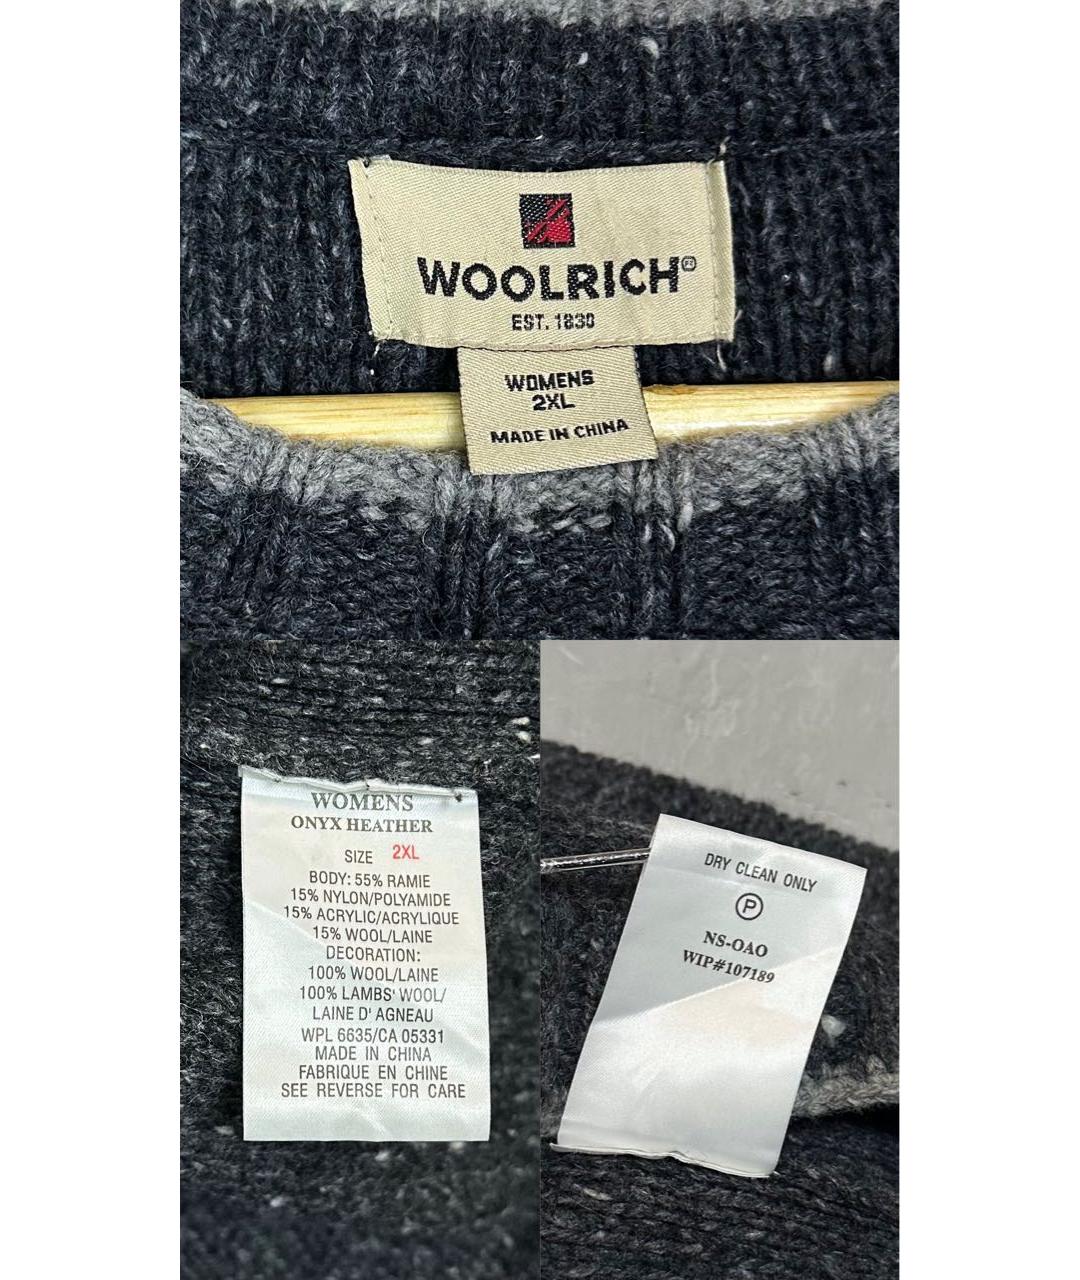 WOOLRICH®
EST. 1830
WOMENS
2XL
MADE IN CHINA
WOMENS
ONYX HEATHER
SIZE 2XL
BODY: 55% RAMIE
15% NYLON/POLYAMIDE
15% ACRYLIC/ACRYLIQUE
15% WOOL/LAINE
DECORATION:
100% WOOL/LAINE
100% LAMBS' WOOL/
LAINE D' AGNEAU
WPL 6635/CA 05331
MADE IN CHINA
FABRIQUE EN CHINE
SEE REVERSE FOR CARE
DRY CLEAN ONLY
P
NS-OAO
WIP#107189